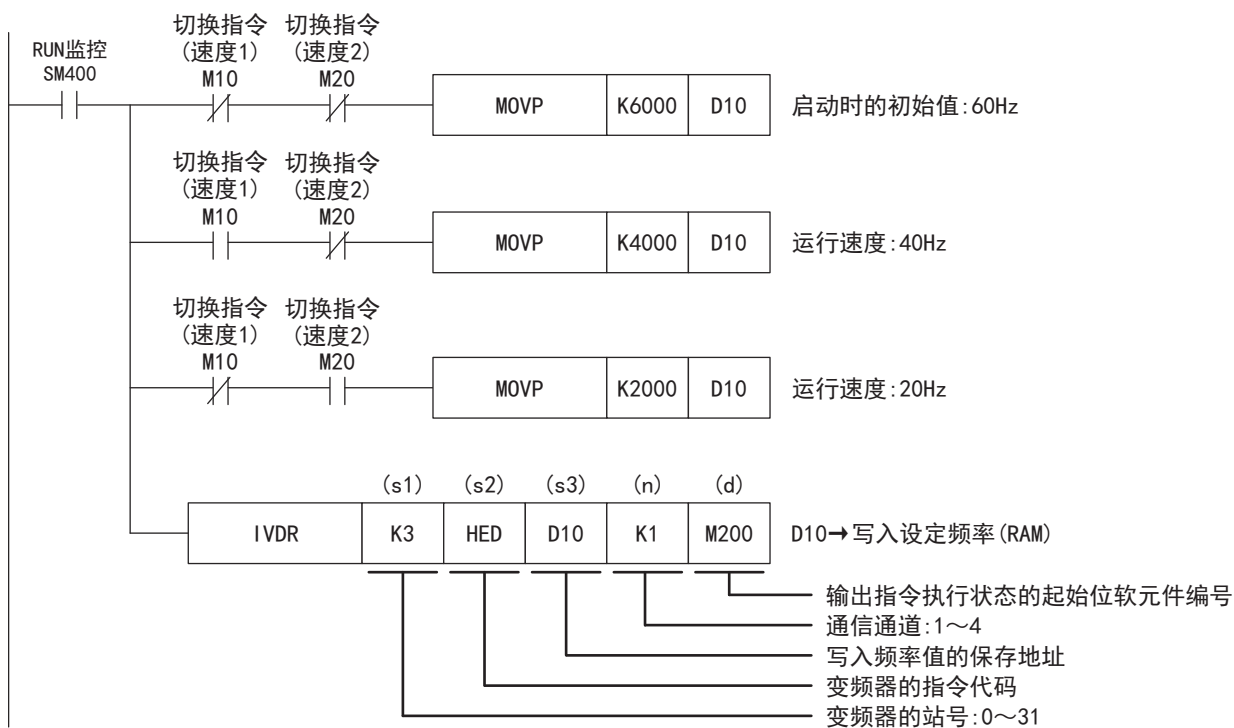 切换指令 切换指令
RUN监控 (速度1) (速度2)
SM400 M10 M20
MOVP K6000 D10 启动时的初始值:60Hz
切换指令 切换指令
(速度1) (速度2)
M10 M20
MOVP K4000 D10 运行速度:40Hz
切换指令 切换指令
(速度1) (速度2)
M10 M20
MOVP K2000 D10 运行速度:20Hz
(s1) (s2) (s3) (n) (d)
IVDR K3 HED D10 K1 M200 D10→写入设定频率(RAM)
输出指令执行状态的起始位软元件编号
通信通道:1～4
写入频率值的保存地址
变频器的指令代码
变频器的站号:0～31